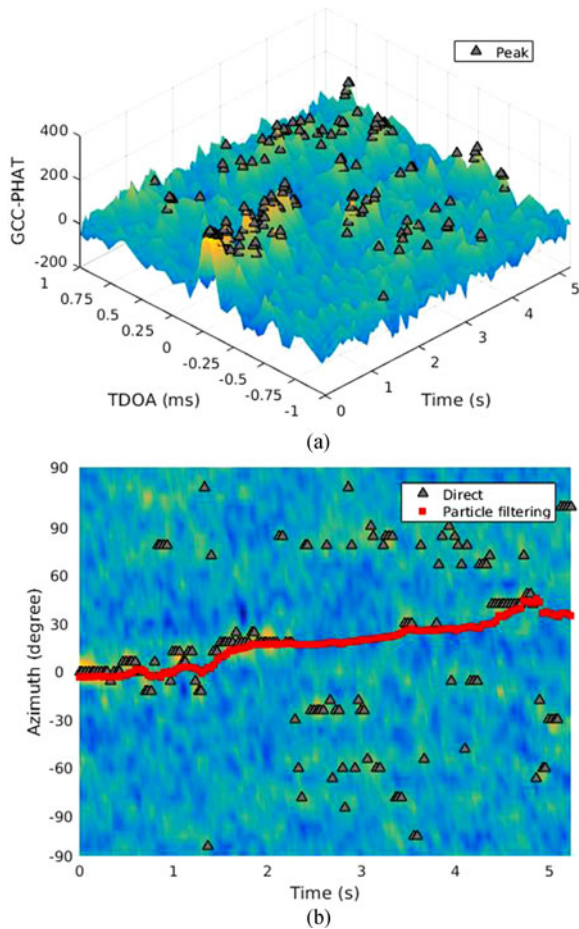 400
200
0
-200
GCC-PHAT
Peak
1
0.75
0.5
0.25
0
-0.25
-0.5
-0.75
-1
TDOA (ms)
0
1
2
3
4
5
Time (s)
(a)
90
90
60
30
0
-30
-60
-90
-90
Azimuth (degree)
Direct
Particle filtering
0 1 2 3 4 5
Time (s)
(b)